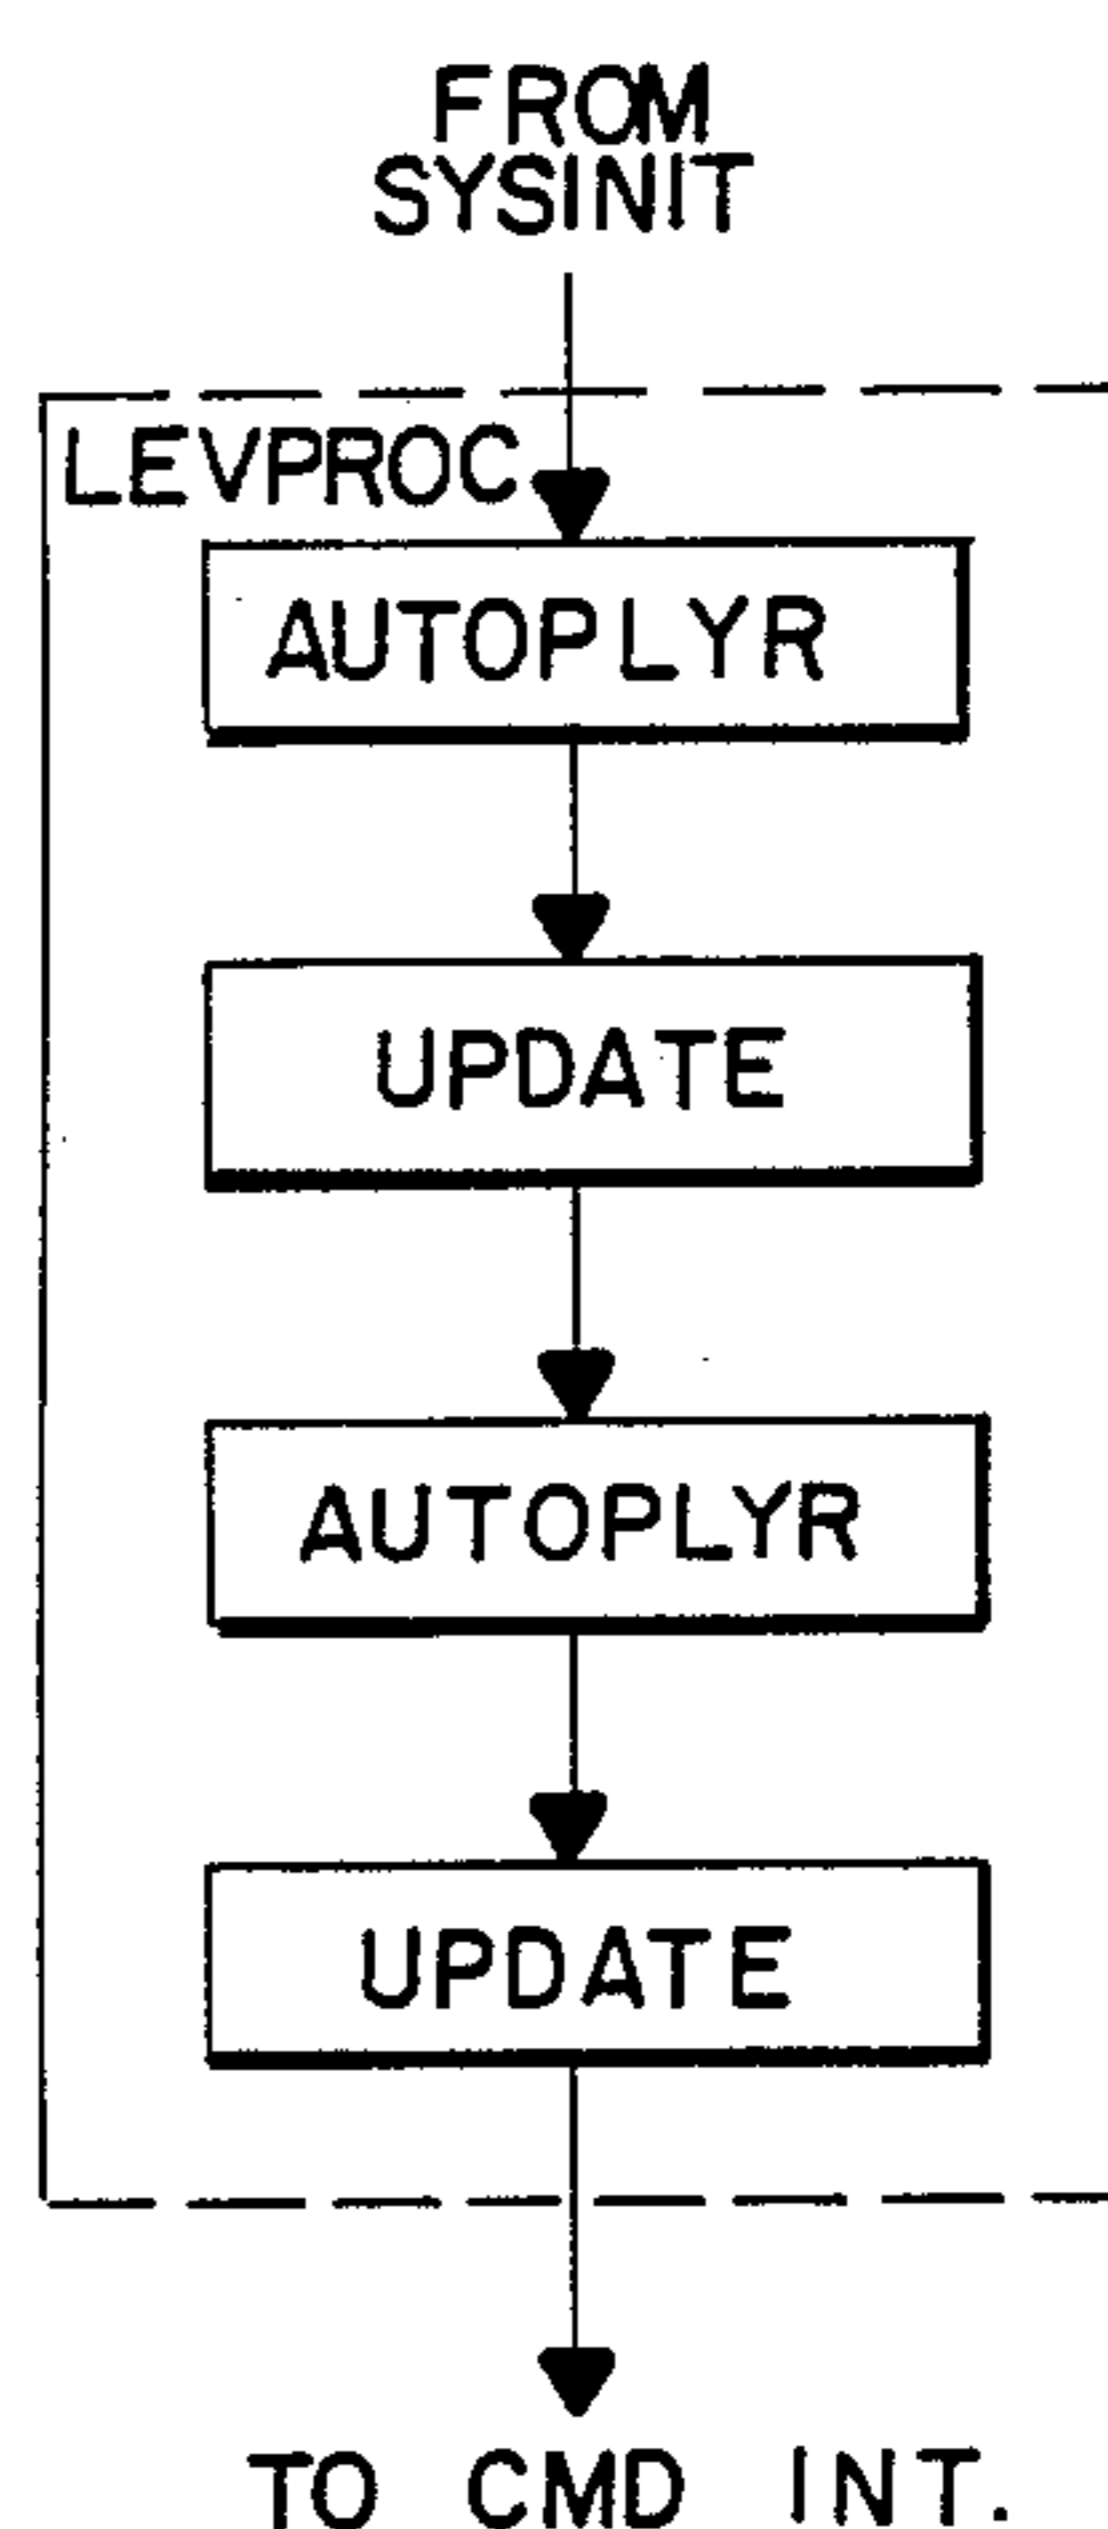 FROM
SYSINIT
LEVPROC
AUTOPLYR
UPDATE
AUTOPLYR
UPDATE
TO CMD INT.